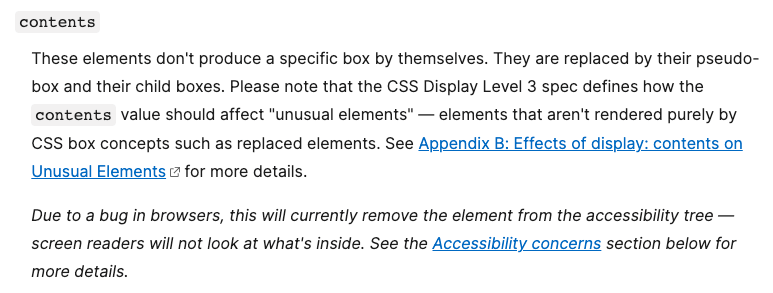 contents
These elements don't produce a specific box by themselves. They are replaced by their pseudo-
box and their child boxes. Please note that the CSS Display Level 3 spec defines how the
contents value should affect "unusual elements" — elements that aren't rendered purely by
CSS box concepts such as replaced elements. See Appendix B: Effects of display: contents on
Unusual Elements for more details.
Due to a bug in browsers, this will currently remove the element from the accessibility tree —
screen readers will not look at what's inside. See the Accessibility concerns section below for
more details.